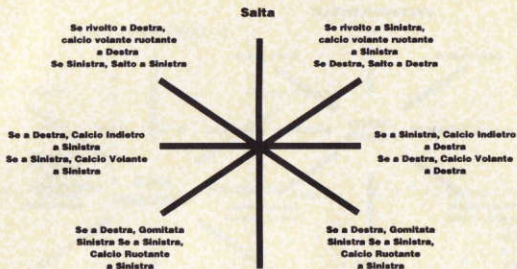 Salta
Se rivolto a Destra,
calcio volante ruotante
a Destra
Se Sinistra, Salto a Sinistra
Se rivolto a Sinistra,
calcio volante ruotante
a Sinistra
Se Destra, Salto a Destra
Se a Destra, Calcio Indietro
a Sinistra
Se a Sinistra, Calcio Volante
a Sinistra
Se a Sinistra, Calcio Indietro
a Destra
Se a Destra, Calcio Volante
a Destra
Se a Destra, Gomitata
Sinistra Se a Sinistra,
Calcio Ruotante
a Sinistra
Se a Destra, Gomitata
Sinistra Se a Sinistra,
Calcio Ruotante
a Sinistra